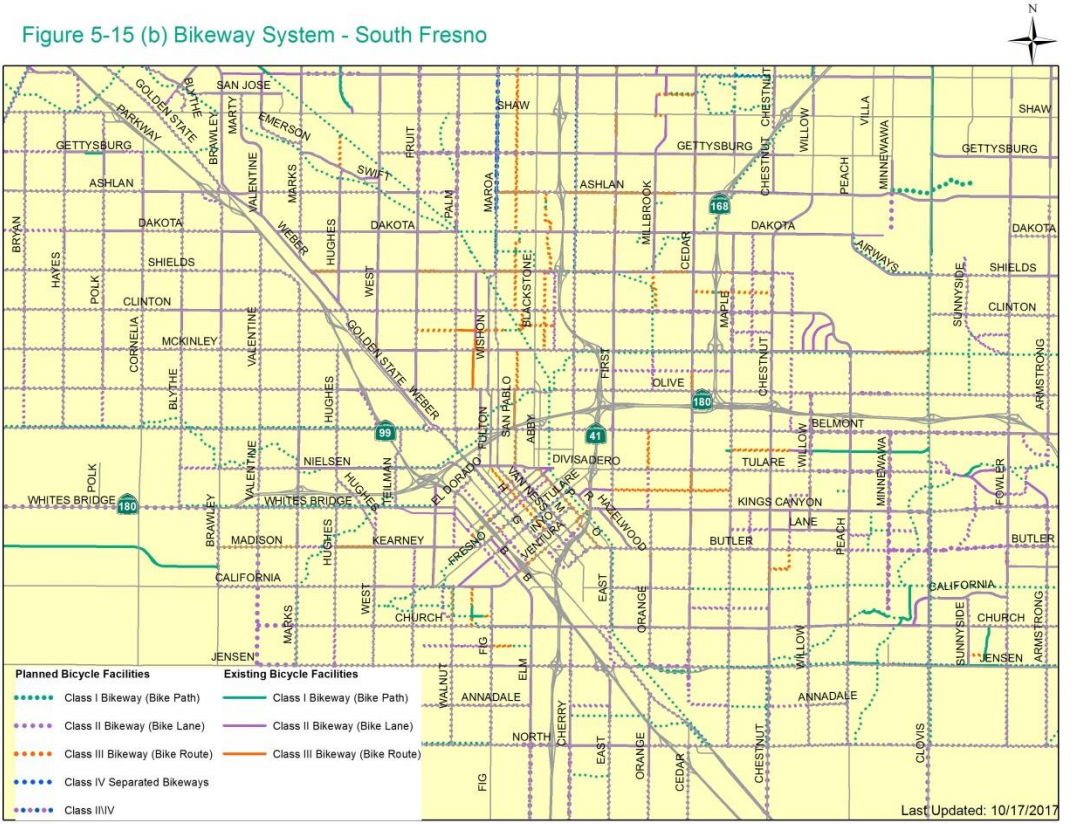 Figure 5-15 (b) Bikeway System - South Fresno
N
SAN JOSE
GOLDEN STATE
BLYTHE
PARKWAY
BRAWLEY
MARTY
EMERSON
FRUIT
SHAW
CHESTNUT
WILLOW
VILLA
SHAW
GETTYSBURG
GETTYSBURG
GETTYSBURG
VALENTINE
MARKS
SWIFT
CHESTNUT
PEACH
MINNEWAWA
ASHLAN
ASHLAN
PALM
MAROA
MILLBROOK
168
BRYAN
DAKOTA
WEBER
HUGHES
DAKOTA
CEDAR
DAKOTA
DAKOTA
AIRWAYS
HAYES
SHIELDS
POLK
WEST
BLACKSTONE
SUNNYSIDE
SHIELDS
CLINTON
MAPLE
CLINTON
CORNELIA
MCKINLEY
VALENTINE
GOLDEN STATE
WISHON
FIRST
CHESTNUT
ARMSTRONG
BLYTHE
HUGHES
WEBER
SAN PABLO
OLIVE
180
FULTON
ABBY
99
41
BELMONT
WILLOW
POLK
VALENTINE
NIELSEN
TEILMAN
EL DORADO
DIVISADERO
TULARE
MINNEWAWA
FOWLER
WHITES BRIDGE
180
BRAWLEY
WHITES BRIDGE
HUGHES
VAN NESS
TULARE
H
G
P
M
R
INYO
O
HAZELWOOD
KINGS CANYON
LANE
PEACH
MADISON
HUGHES
KEARNEY
FRESNO
VENTURA
B
B
BUTLER
BUTLER
CALIFORNIA
WEST
EAST
ORANGE
CALIFORNIA
MARKS
CHURCH
WILLOW
SUNNYSIDE
CHURCH
ARMSTRONG
JENSEN
FIG
ELM
JENSEN
WALNUT
ANNADALE
ANNADALE
NORTH
CHERRY
EAST
ORANGE
CEDAR
CHESTNUT
CLOVIS
FIG
Planned Bicycle Facilities
Class I Bikeway (Bike Path)
Class II Bikeway (Bike Lane)
Class III Bikeway (Bike Route)
Class IV Separated Bikeways
Class II\IV
Existing Bicycle Facilities
Class I Bikeway (Bike Path)
Class II Bikeway (Bike Lane)
Class III Bikeway (Bike Route)
Last Updated: 10/17/2017